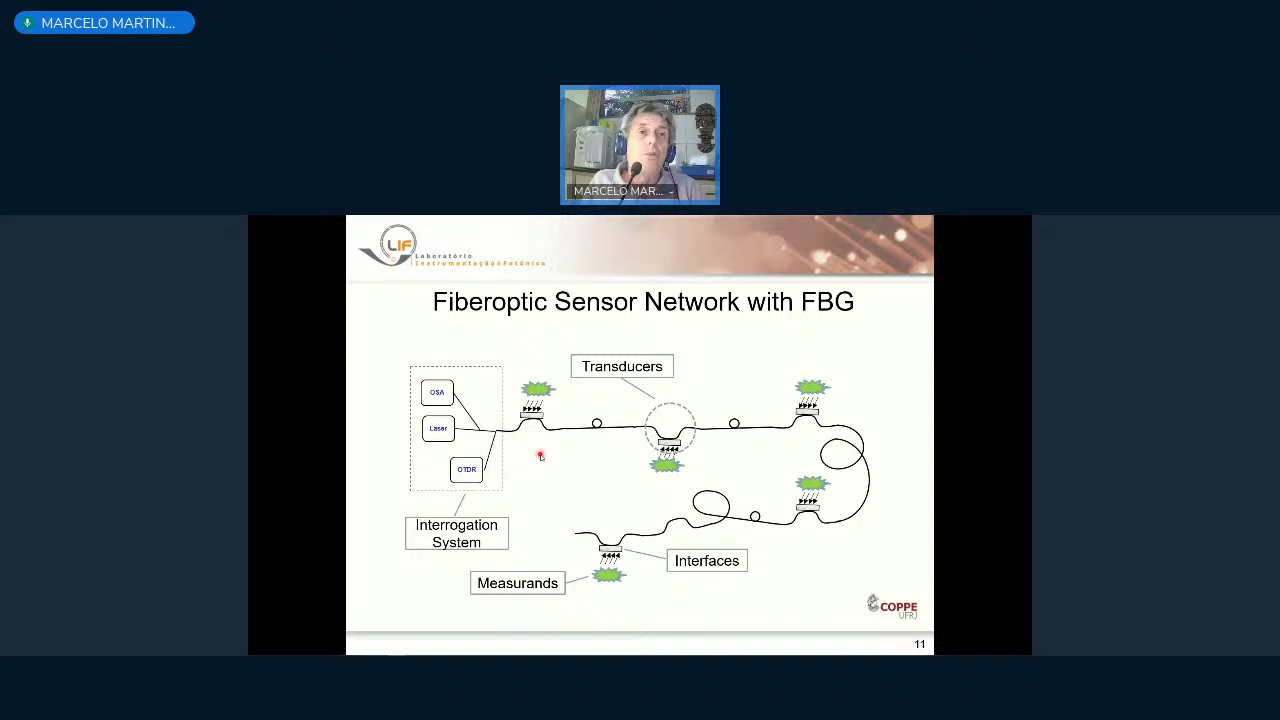 MARCELO MARTIN...
MARCELO MAR...
LIF
Laboratório
Instrumentação&Fotônica
Fiberoptic Sensor Network with FBG
Transducers
OSA
Laser
OTDR
Interrogation
System
Interfaces
Measurands
COPPE
UFRJ
11